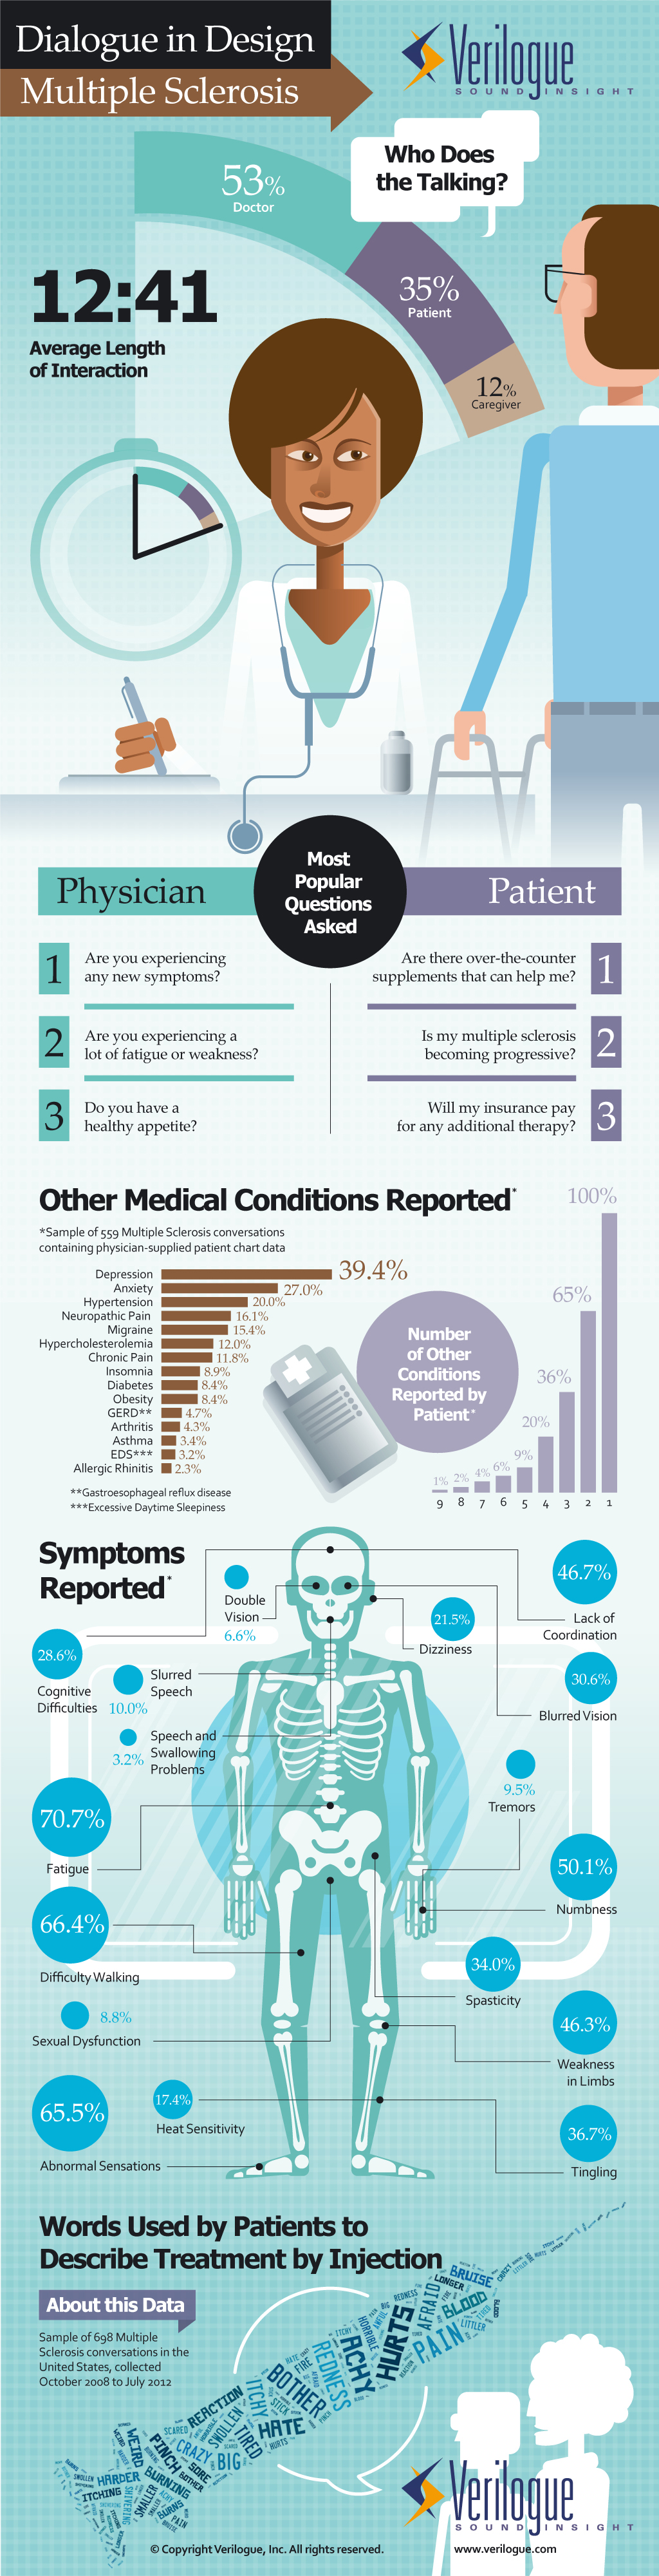 Dialogue in Design
Multiple Sclerosis
Verilogue
SOUND INSIGHT
Who Does
the Talking?
53%
Doctor
35%
Patient
12%
Caregiver
12:41
Average Length
of Interaction
Most
Popular
Questions
Asked
Physician
Patient
1
Are you experiencing
any new symptoms?
2
Are you experiencing a
lot of fatigue or weakness?
3
Do you have a
healthy appetite?
Are there over-the-counter
supplements that can help me?
1
Is my multiple sclerosis
becoming progressive?
2
Will my insurance pay
for any additional therapy?
3
Other Medical Conditions Reported*
*Sample of 559 Multiple Sclerosis conversations
containing physician-supplied patient chart data
Depression 39.4%
Anxiety 27.0%
Hypertension 20.0%
Neuropathic Pain 16.1%
Migraine 15.4%
Hypercholesterolemia 12.0%
Chronic Pain 11.8%
Insomnia 8.9%
Diabetes 8.4%
Obesity 8.4%
GERD** 4.7%
Arthritis 4.3%
Asthma 3.4%
EDS*** 3.2%
Allergic Rhinitis 2.3%
**Gastroesophageal reflux disease
***Excessive Daytime Sleepiness
Number
of Other
Conditions
Reported by
Patient*
1% 2% 4% 6% 9% 20% 36% 65% 100%
9 8 7 6 5 4 3 2 1
Symptoms
Reported*
Double
Vision
6.6%
21.5%
Dizziness
46.7%
Lack of
Coordination
28.6%
Cognitive
Difficulties
Slurred
Speech
10.0%
30.6%
Blurred Vision
Speech and
Swallowing
Problems
3.2%
9.5%
Tremors
70.7%
Fatigue
50.1%
Numbness
66.4%
Difficulty Walking
34.0%
Spasticity
8.8%
Sexual Dysfunction
46.3%
Weakness
in Limbs
65.5%
Abnormal Sensations
17.4%
Heat Sensitivity
36.7%
Tingling
Words Used by Patients to
Describe Treatment by Injection
About this Data
Sample of 698 Multiple
Sclerosis conversations in the
United States, collected
October 2008 to July 2012
BRUISE
LONGER
CRAZY
BLOOD
AFRAID
LITTLER
PAIN
REDNESS
HURTS
HORRIBLE
ITCHY
ACHY
REDNESS
FIRE
HATE
BOTHER
STICK
ITCHY
REACTION
SWOLLEN
HATE
TIRED
HURTS
SCARED
CRAZY
BIG
SORE
BOTHER
WEIRD
PINCH
BURNING
HARDER
SWOLLEN
ITCHING
SHIVERING
SMALLER
BURNS
PAIN
Verilogue
SOUND INSIGHT
© Copyright Verilogue, Inc. All rights reserved.
www.verilogue.com